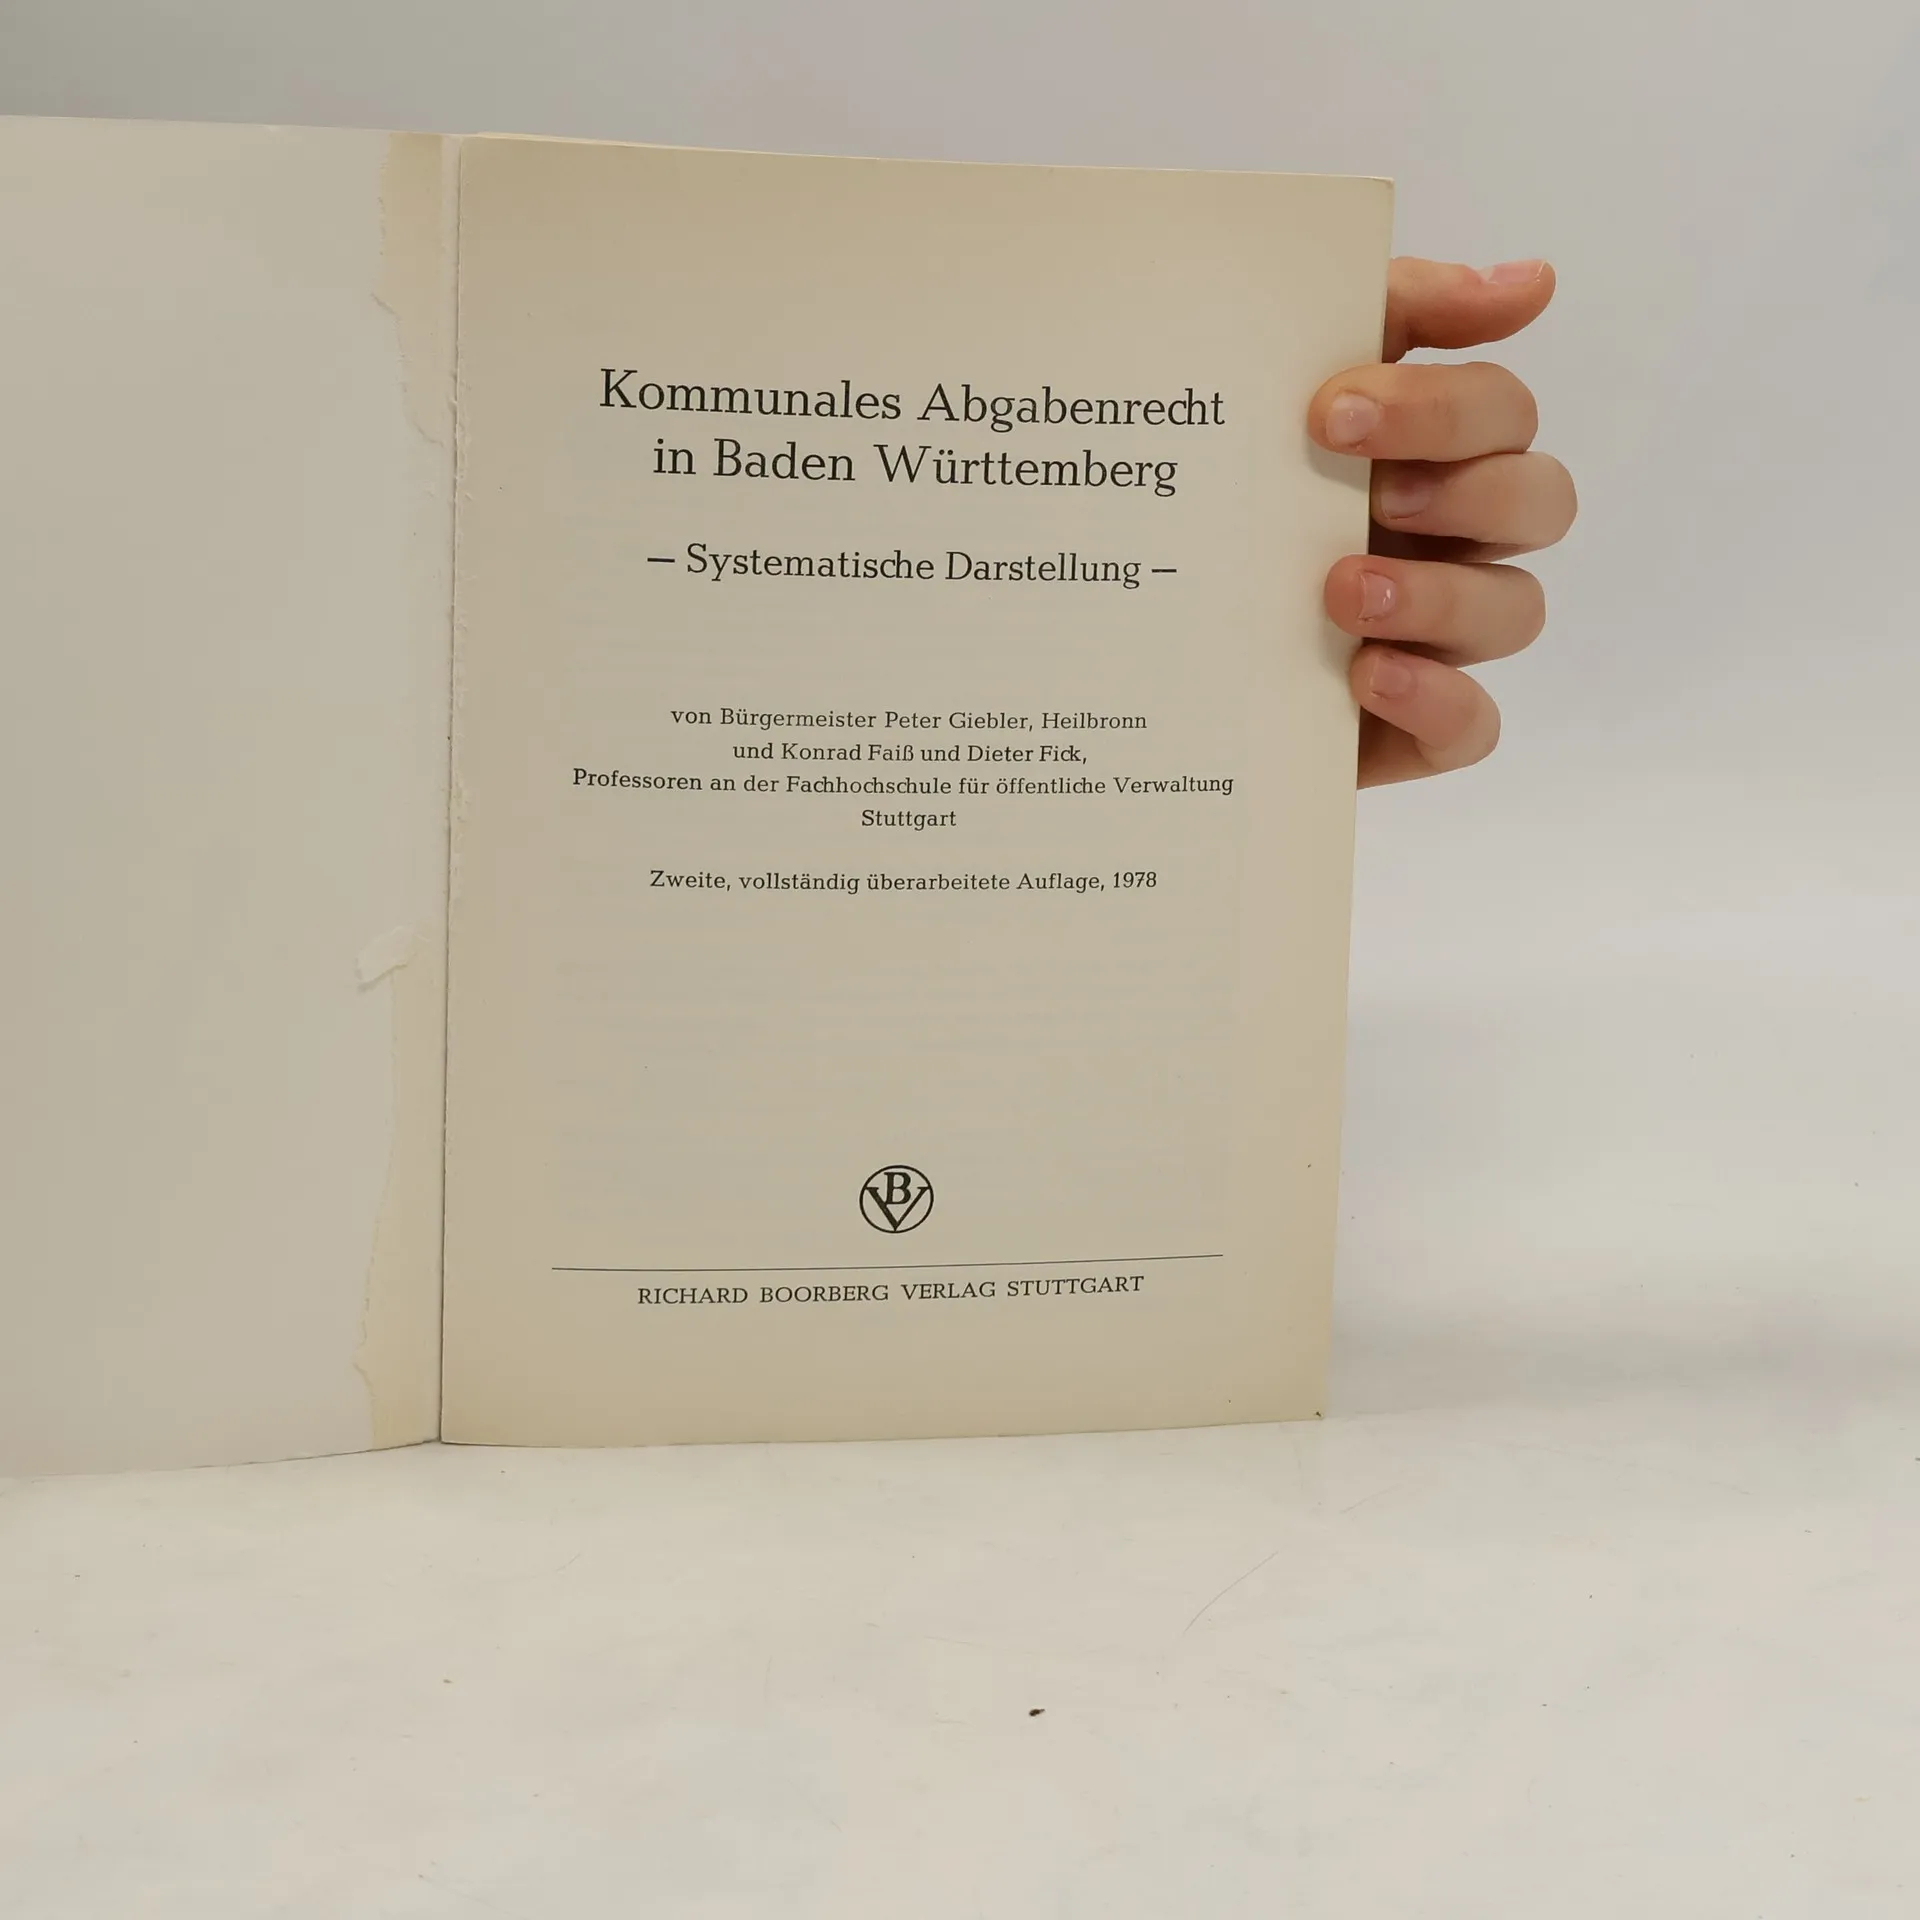 Kommunales Abgabenrecht
in Baden Württemberg
— Systematische Darstellung —
von Bürgermeister Peter Giebler, Heilbronn
und Konrad Faiß und Dieter Fick,
Professoren an der Fachhochschule für öffentliche Verwaltung
Stuttgart
Zweite, vollständig überarbeitete Auflage, 1978
BV
RICHARD BOORBERG VERLAG STUTTGART